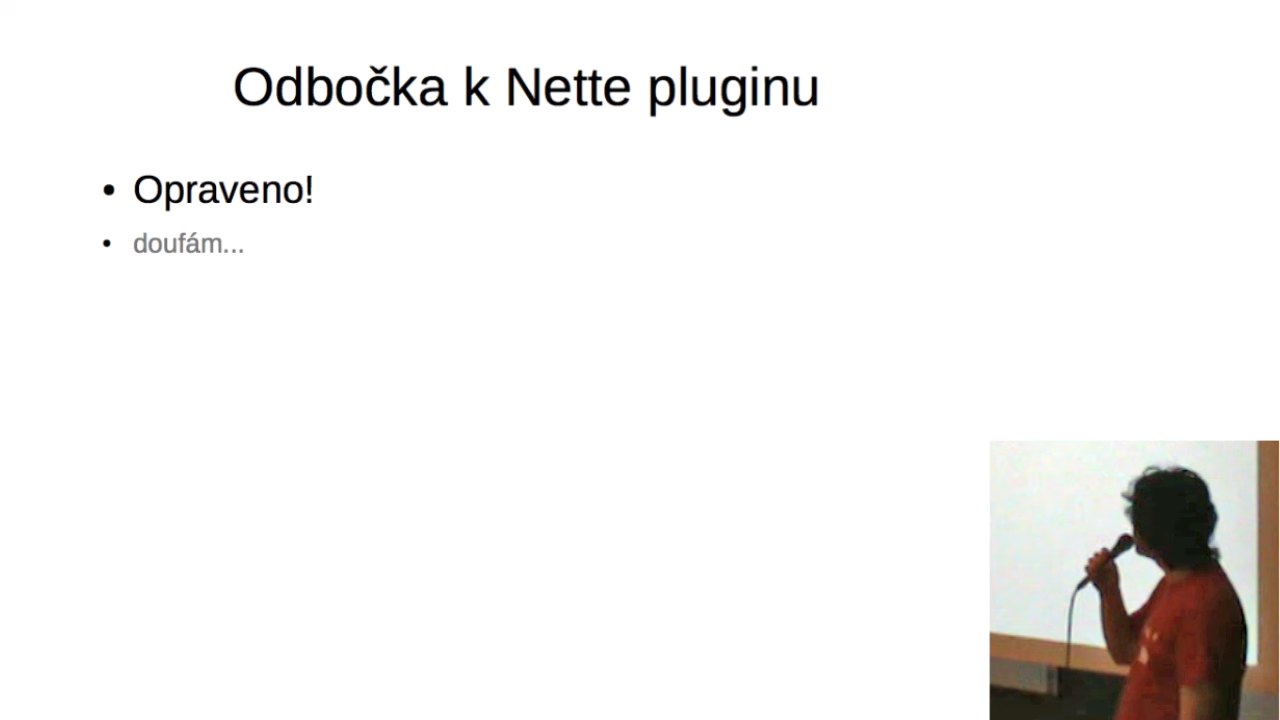 Odbočka k Nette pluginu
• Opraveno!
• doufám...